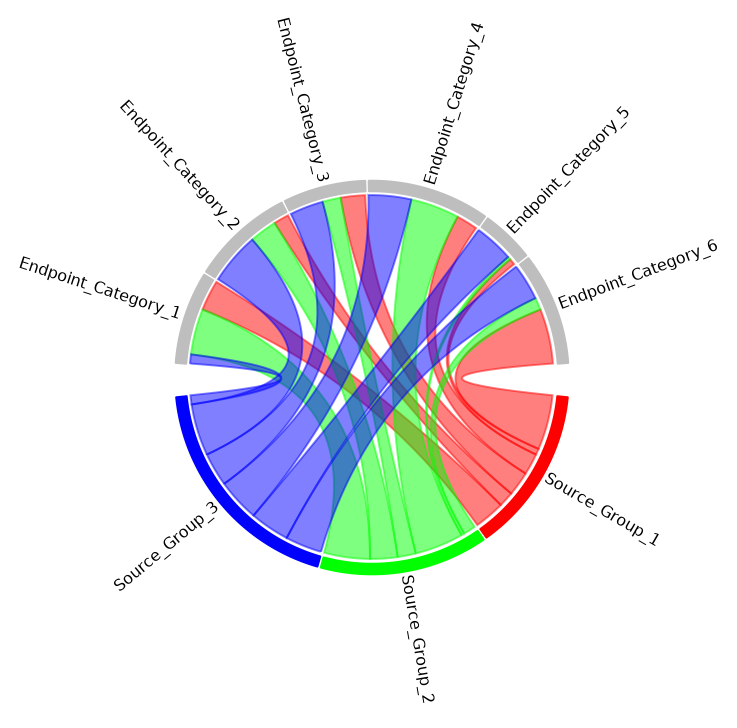 Endpoint_Category_1
Endpoint_Category_2
Endpoint_Category_3
Endpoint_Category_4
Endpoint_Category_5
Endpoint_Category_6
Source_Group_1
Source_Group_2
Source_Group_3